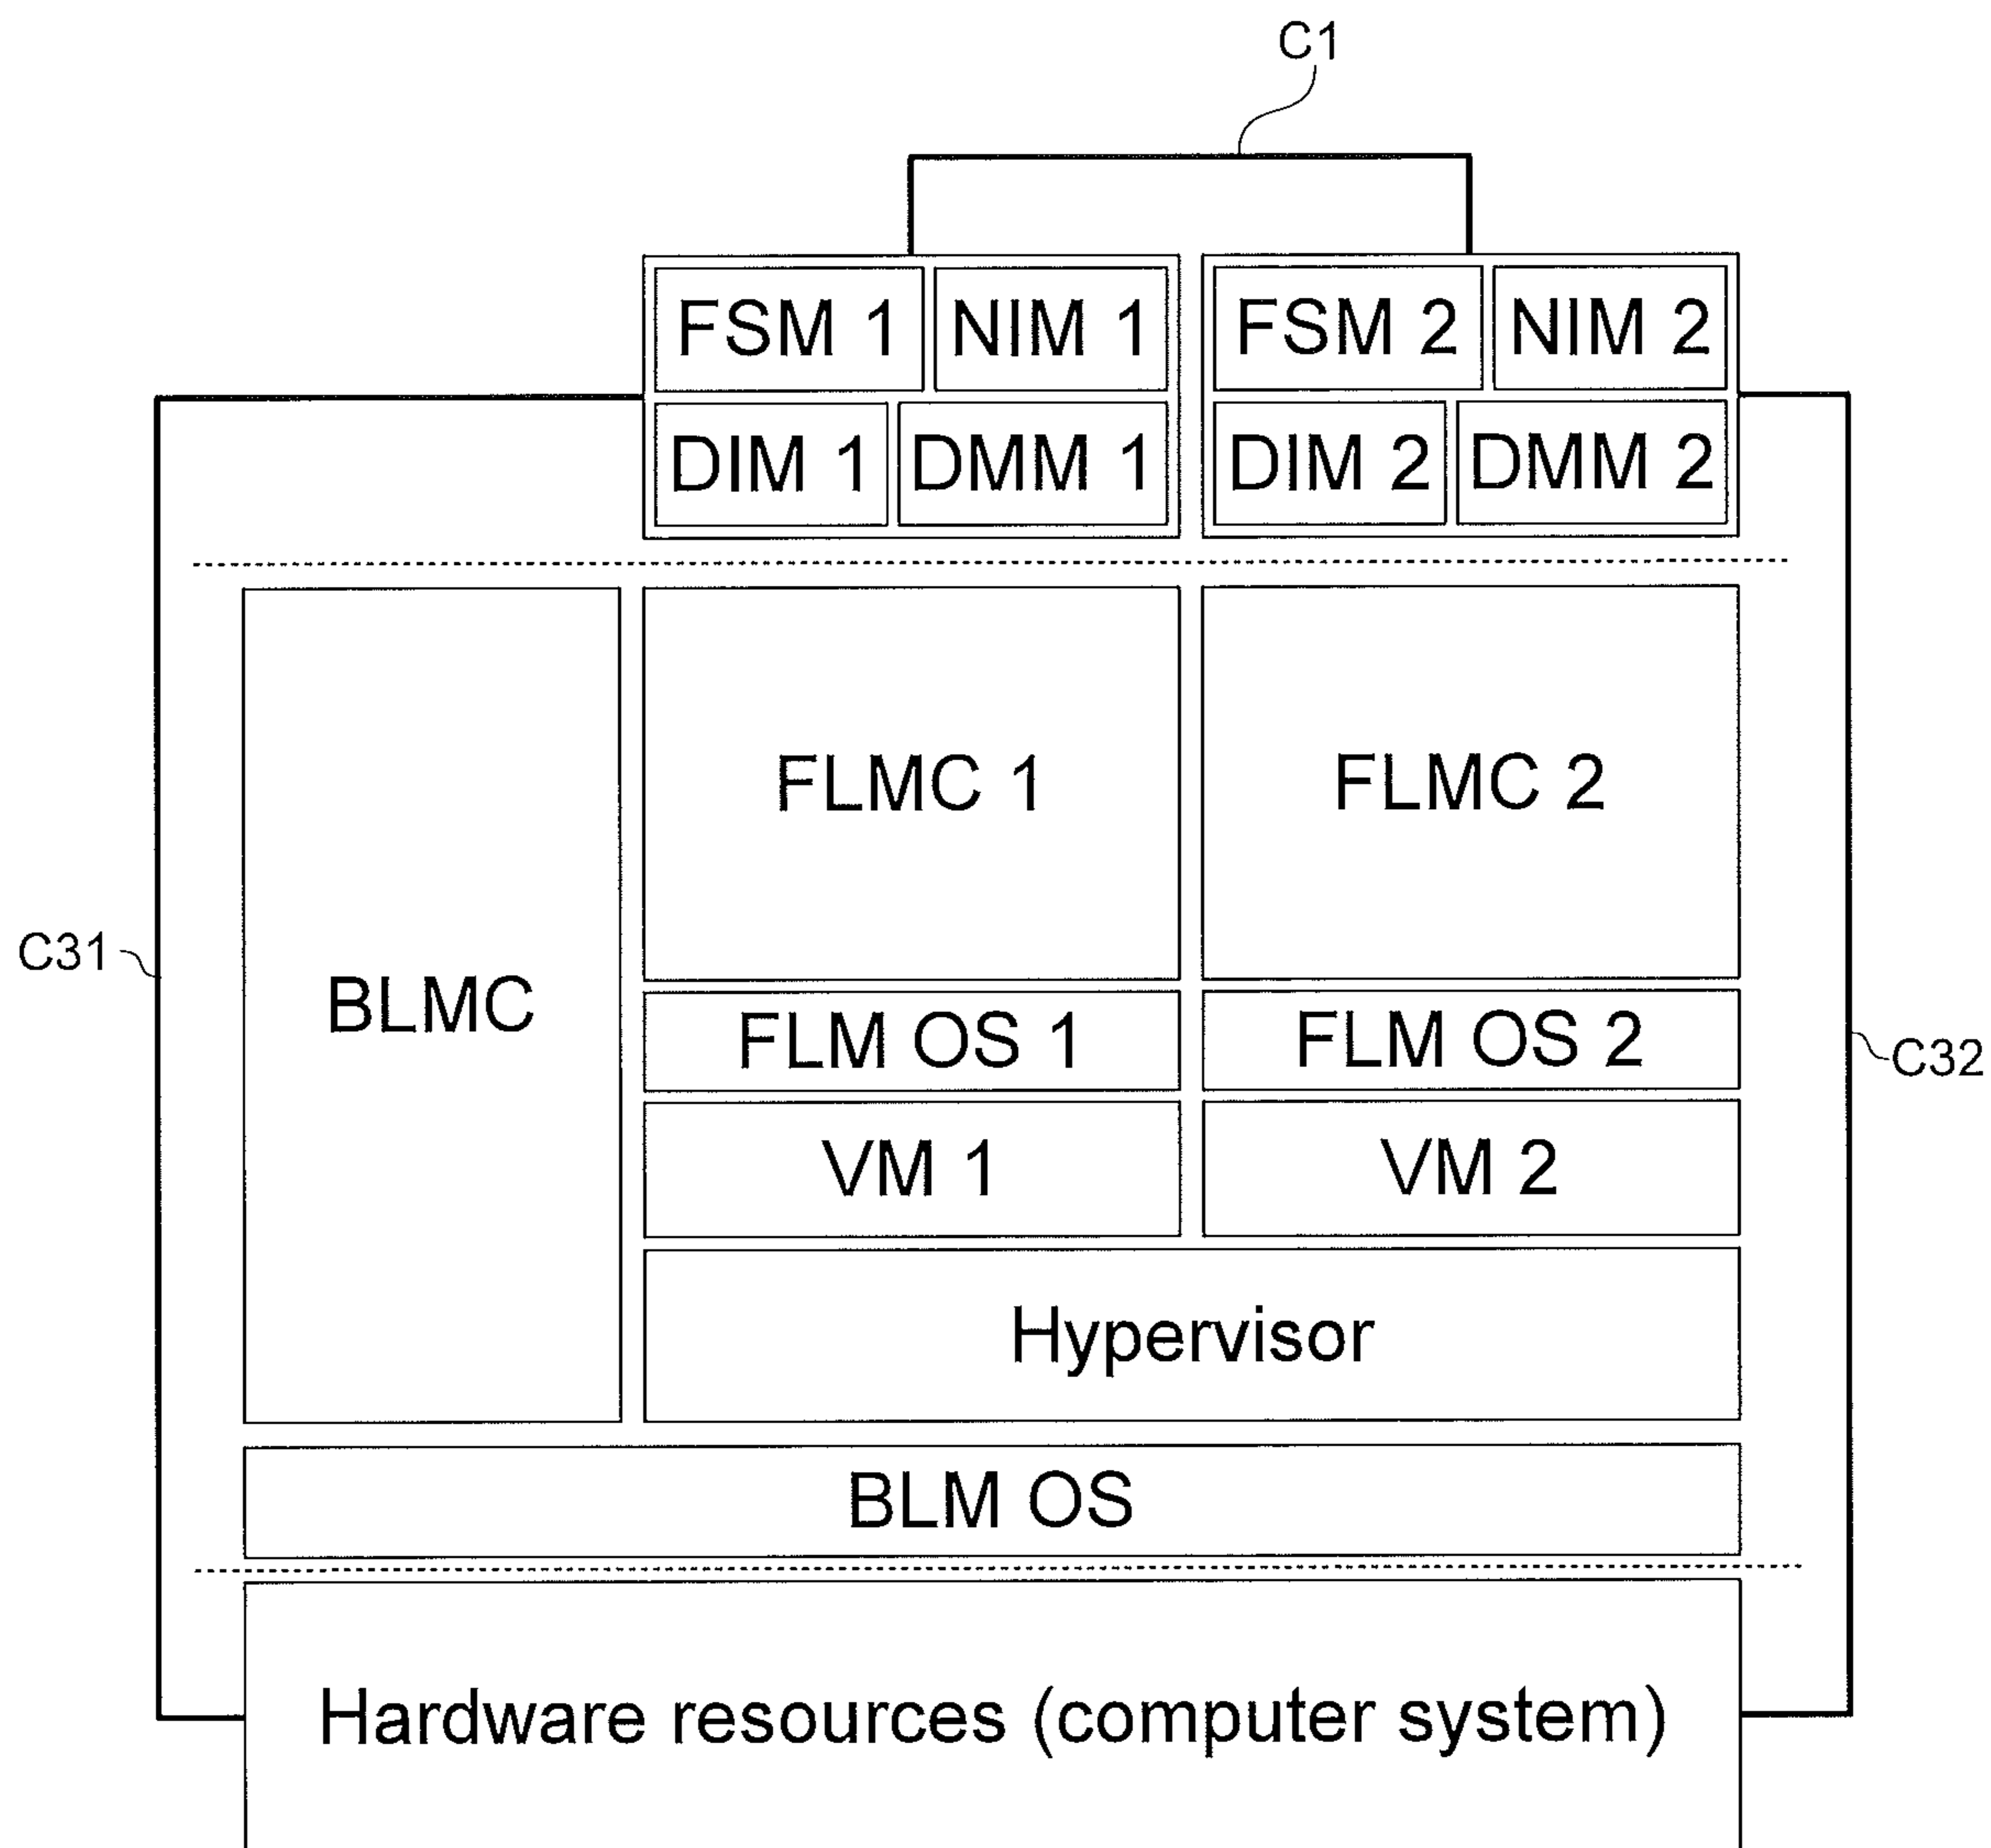 C1
FSM 1 NIM 1 FSM 2 NIM 2
DIM 1 DMM 1 DIM 2 DMM 2
FLMC 1 FLMC 2
C31
BLMC
FLM OS 1 FLM OS 2
C32
VM 1 VM 2
Hypervisor
BLM OS
Hardware resources (computer system)